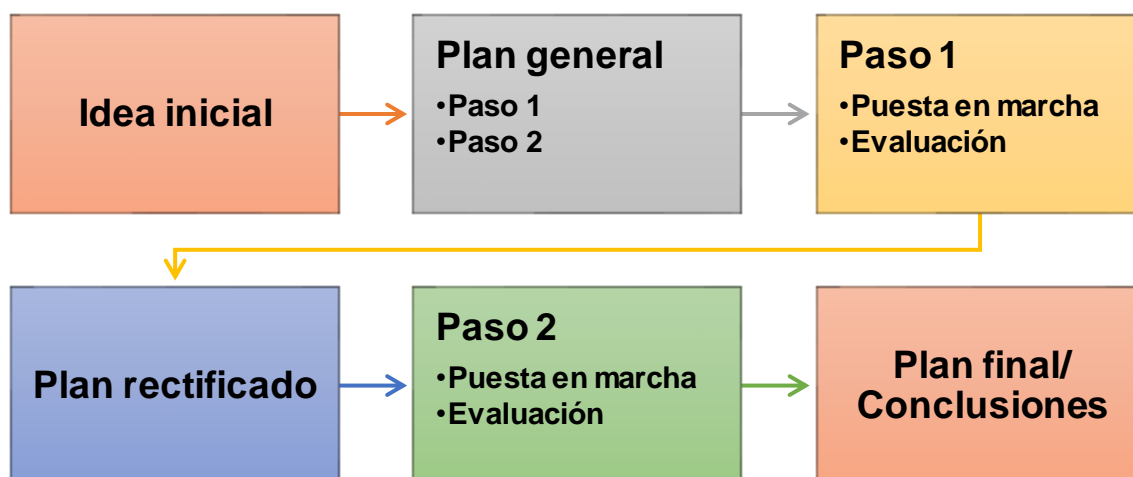 Idea inicial
Plan general
•Paso 1
•Paso 2
Paso 1
•Puesta en marcha
•Evaluación
Plan rectificado
Paso 2
•Puesta en marcha
•Evaluación
Plan final/
Conclusiones